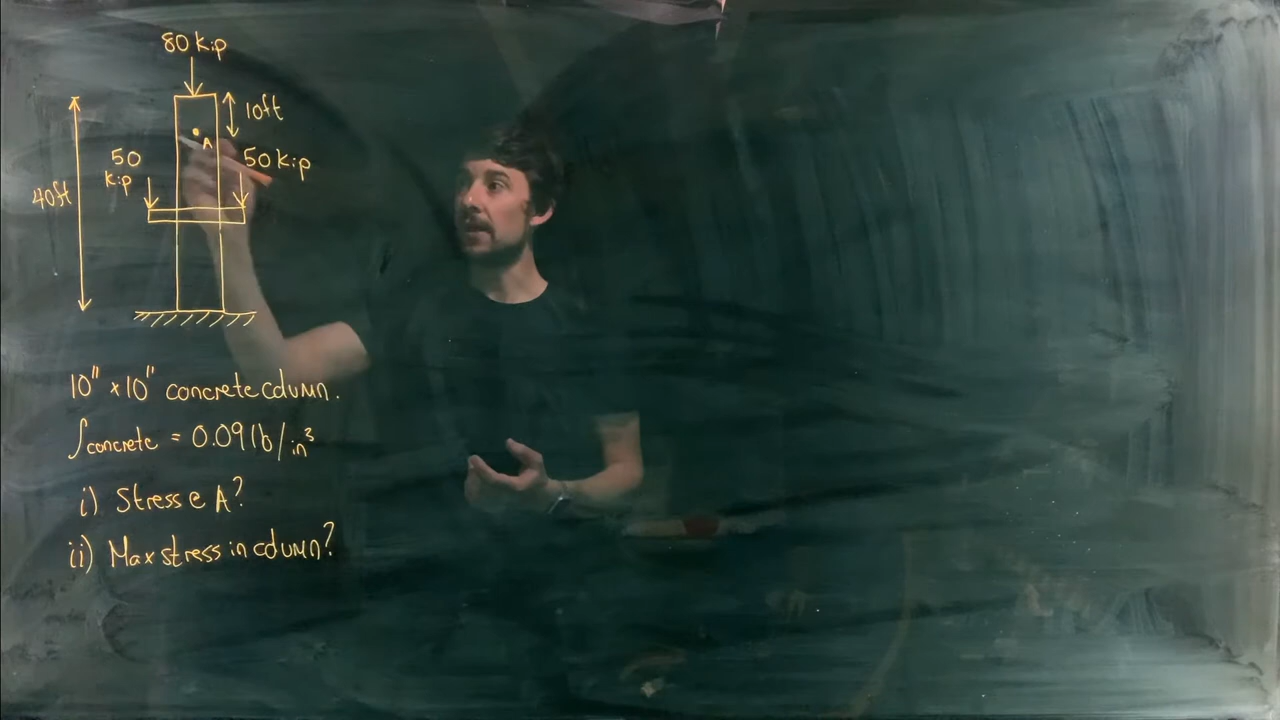 80 kip
10ft
A
50
kip
50 kip
40ft
10" × 10" concrete column.
ρconcrete = 0.09 lb/in³
i) Stress @ A?
ii) Max stress in column?